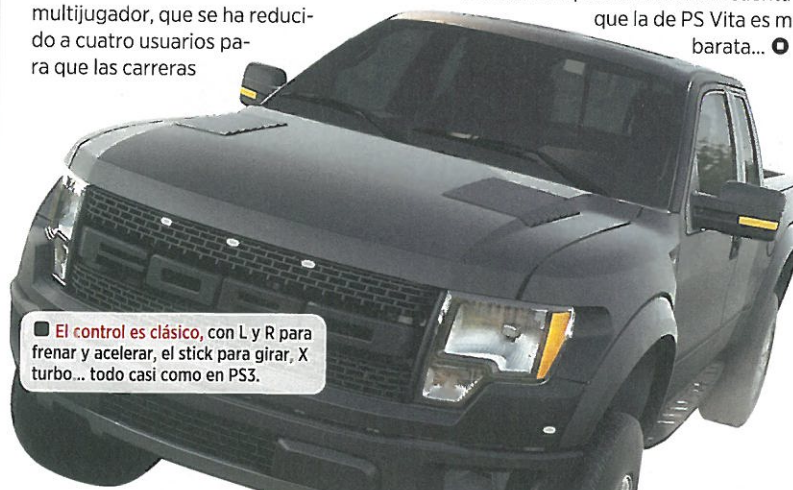 multijugador, que se ha reduci-
do a cuatro usuarios pa-
ra que las carreras
que la de PS Vita es m
barata...
FORD
El control es clásico, con L y R para
frenar y acelerar, el stick para girar, X
turbo... todo casi como en PS3.